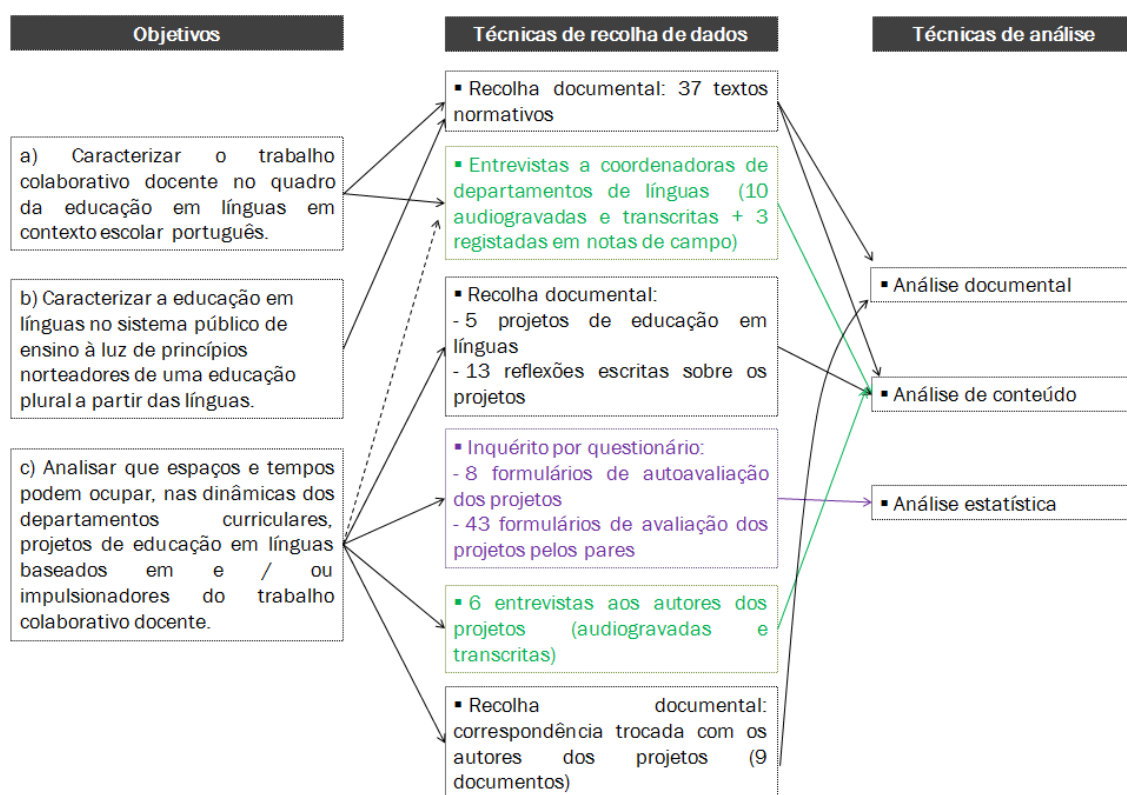 Objetivos
Técnicas de recolha de dados
Técnicas de análise
a) Caracterizar o trabalho
colaborativo docente no quadro
da educação em línguas em
contexto escolar português.
b) Caracterizar a educação em
línguas no sistema público de
ensino à luz de princípios
norteadores de uma educação
plural a partir das línguas.
c) Analisar que espaços e tempos
podem ocupar, nas dinâmicas dos
departamentos curriculares,
projetos de educação em línguas
baseados em e / ou
impulsionadores do trabalho
colaborativo docente.
▪ Recolha documental: 37 textos
normativos
▪ Entrevistas a coordenadoras de
departamentos de línguas (10
audiogravadas e transcritas + 3
registadas em notas de campo)
▪ Recolha documental:
- 5 projetos de educação em
línguas
- 13 reflexões escritas sobre os
projetos
▪ Inquérito por questionário:
- 8 formulários de autoavaliação
dos projetos
- 43 formulários de avaliação dos
projetos pelos pares
▪ 6 entrevistas aos autores dos
projetos (audiogravadas e
transcritas)
▪ Recolha documental:
correspondência trocada com os
autores dos projetos (9
documentos)
▪ Análise documental
▪ Análise de conteúdo
▪ Análise estatística